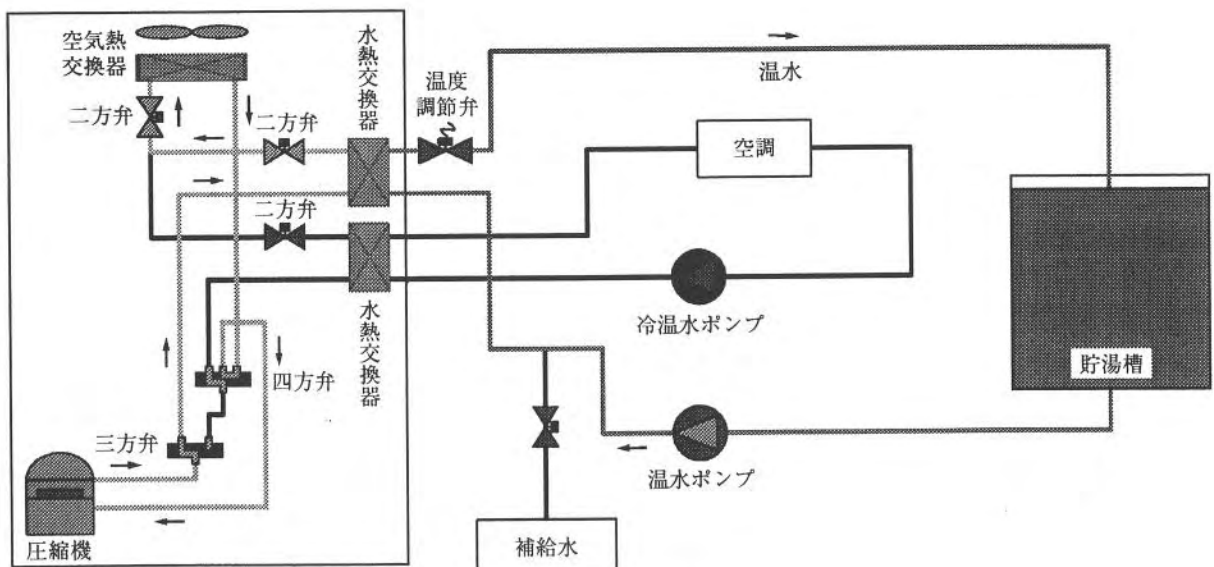 空気熱
交換器
水熱交換器
温度
調節弁
温水
二方弁
二方弁
空調
二方弁
水熱交換器
冷温水ポンプ
貯湯槽
四方弁
三方弁
温水ポンプ
圧縮機
補給水